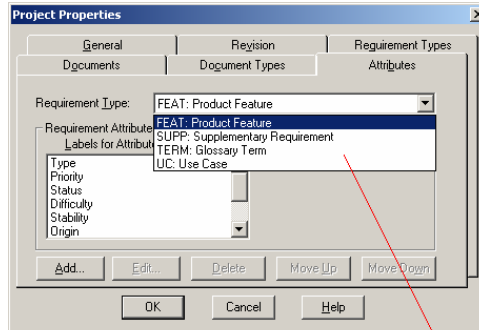 Project Properties
General Revision Requirement Types
Documents Document Types Attributes
Requirement Type: FEAT: Product Feature
FEAT: Product Feature
SUPP: Supplementary Requirement
TERM: Glossary Term
UC: Use Case
Requirement Attribute
Labels for Attribut
Type
Priority
Status
Difficulty
Stability
Origin
Add... Edit... Delete Move Up Move Down
OK Cancel Help